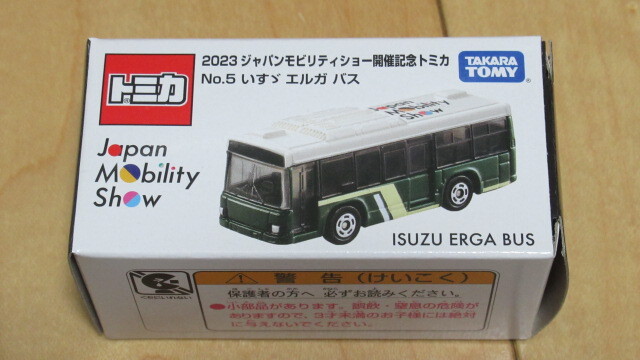 トミカ
2023 ジャパンモビリティショー開催記念トミカ
No.5 いすゞ エルガ バス
TAKARA
TOMY
Japan
Mobility
Show
Japan
Mobility
Show
ISUZU ERGA BUS
警告(けいこく)
保護者の方へ 必ずお読みください。
●小部品があります。誤飲・窒息の危険が
ありますので、3才未満のお子様には絶対
に与えないでください。